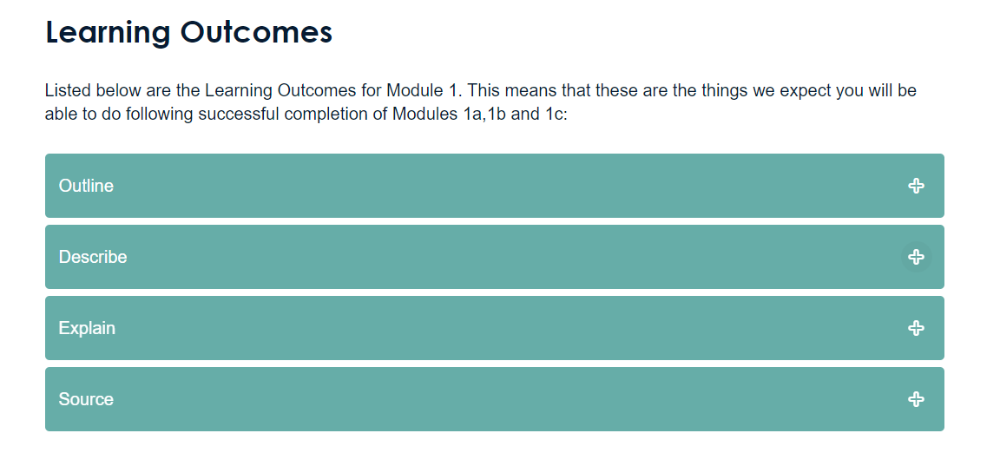 Learning Outcomes
Listed below are the Learning Outcomes for Module 1. This means that these are the things we expect you will be
able to do following successful completion of Modules 1a,1b and 1c:
Outline
Describe
Explain
Source